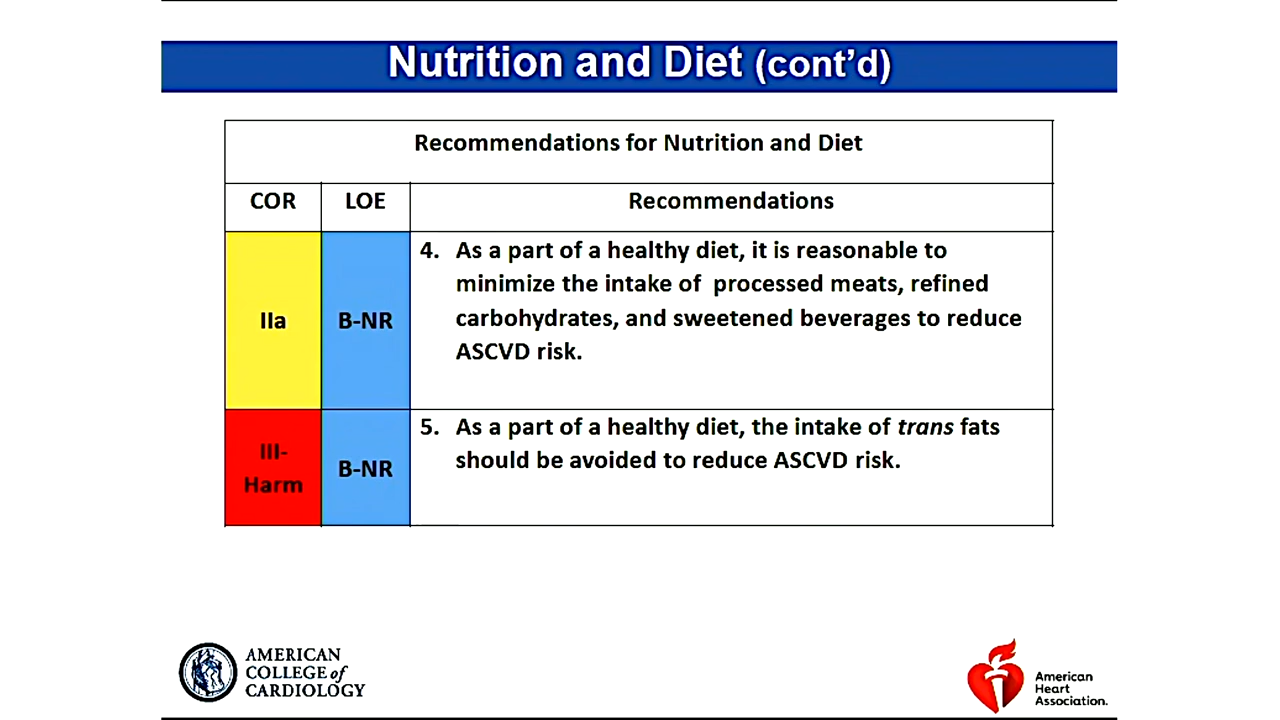 Nutrition and Diet (cont'd)
Recommendations for Nutrition and Diet
COR LOE Recommendations
IIa B-NR 4. As a part of a healthy diet, it is reasonable to
minimize the intake of processed meats, refined
carbohydrates, and sweetened beverages to reduce
ASCVD risk.
III-
Harm B-NR 5. As a part of a healthy diet, the intake of trans fats
should be avoided to reduce ASCVD risk.
AMERICAN
COLLEGE of
CARDIOLOGY
American
Heart
Association.